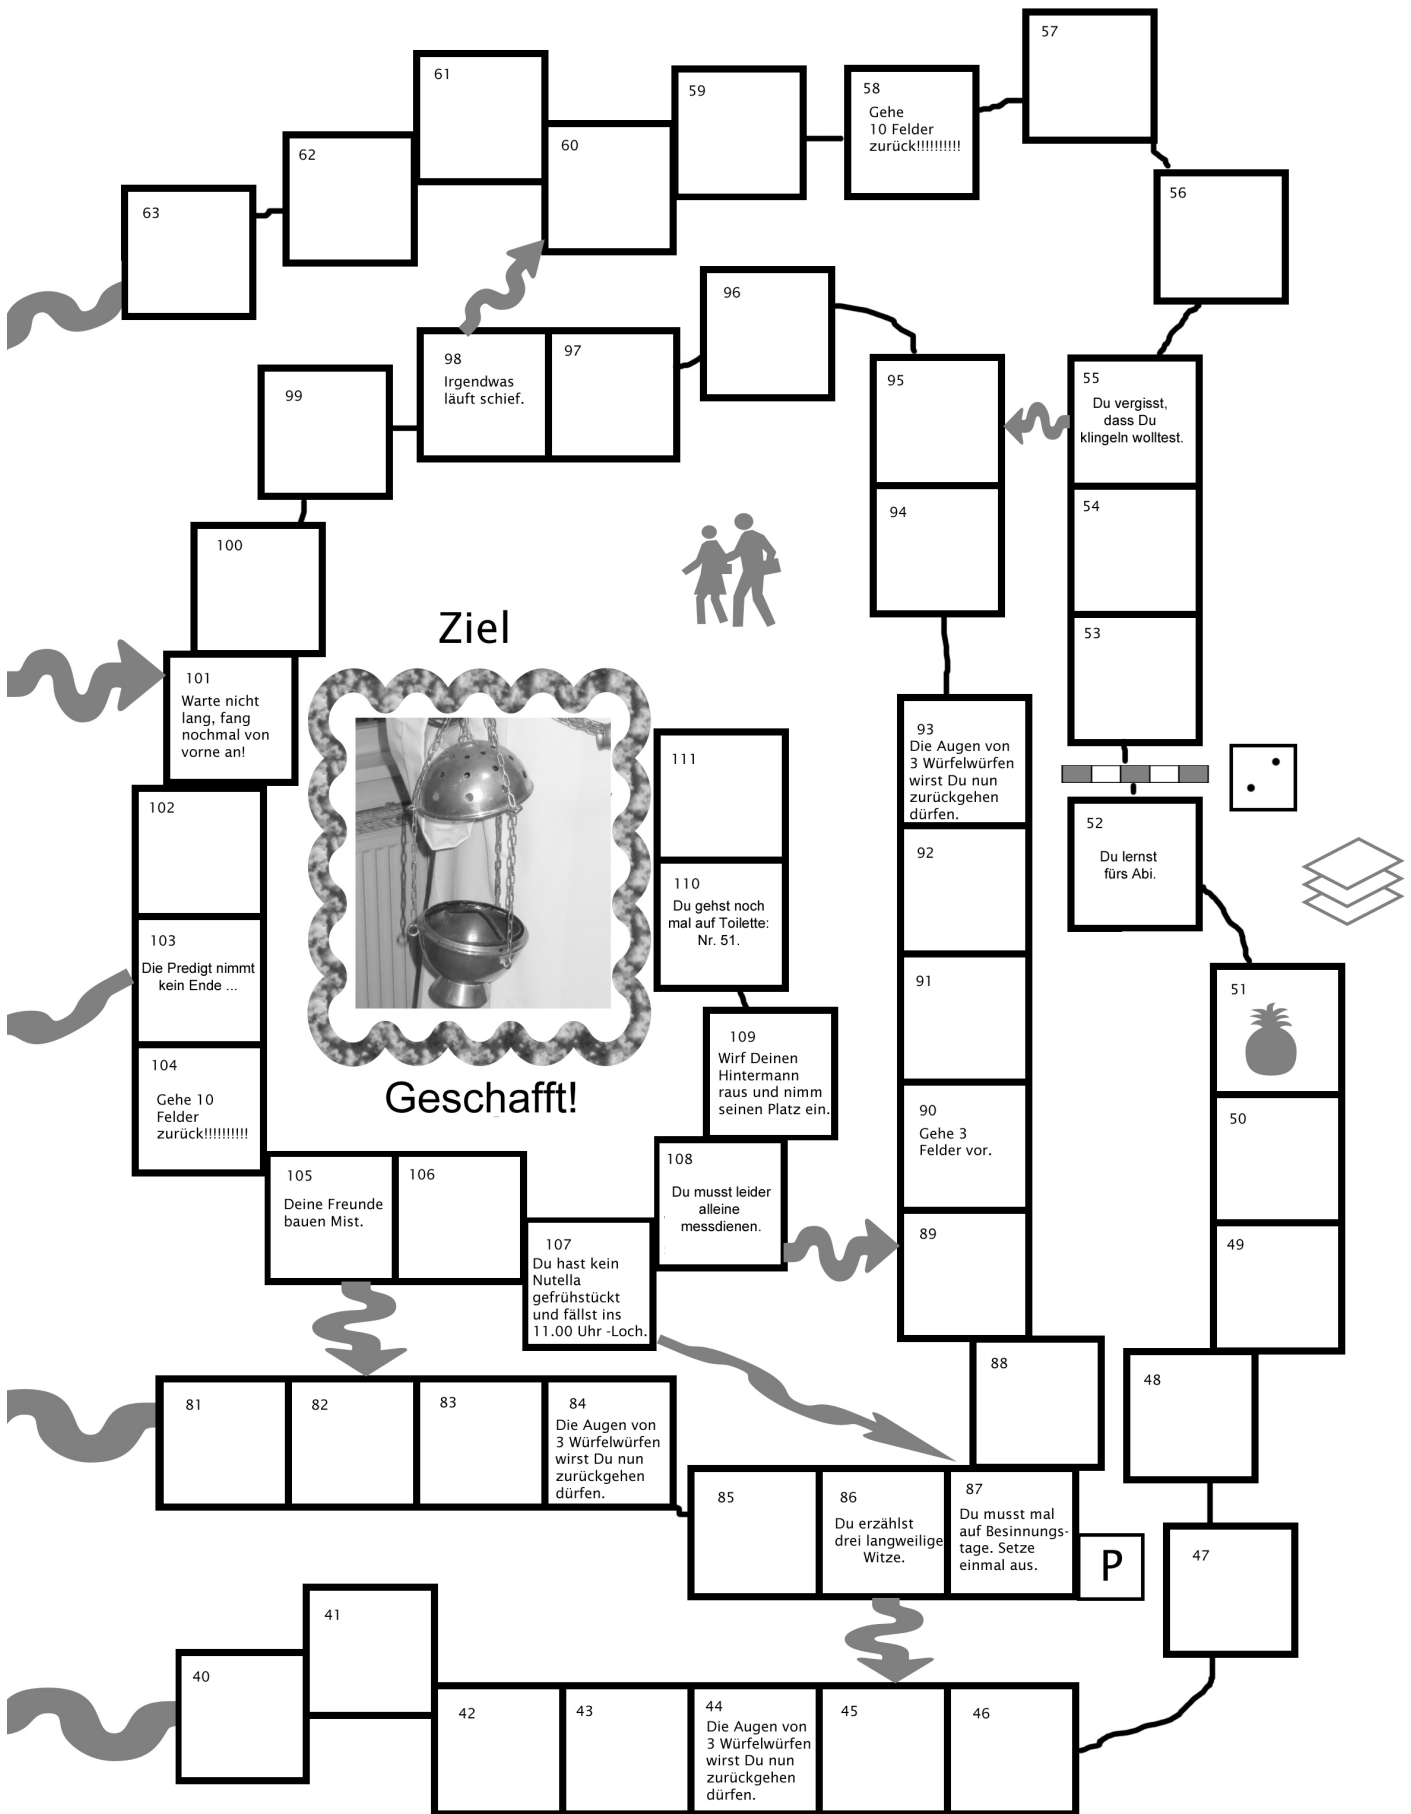 57
61
59
58
Gehe
10 Felder
zurück!!!!!!!!!!
60
62
56
63
96
98
Irgendwas
läuft schief.
97
95
55
Du vergisst,
dass Du
klingeln wolltest.
99
54
94
100
Ziel
53
101
Warte nicht
lang, fang
nochmal von
vorne an!
93
Die Augen von
3 Würfelwürfen
wirst Du nun
zurückgehen
dürfen.
111
102
52
Du lernst
fürs Abi.
92
110
Du gehst noch
mal auf Toilette:
Nr. 51.
103
Die Predigt nimmt
kein Ende ...
91
51
109
Wirf Deinen
Hintermann
raus und nimm
seinen Platz ein.
104
Gehe 10
Felder
zurück!!!!!!!!!!
Geschafft!
90
Gehe 3
Felder vor.
50
105
Deine Freunde
bauen Mist.
106
108
Du musst leider
alleine
messdienen.
107
Du hast kein
Nutella
gefrühstückt
und fällst ins
11.00 Uhr -Loch.
89
49
88
48
81
82
83
84
Die Augen von
3 Würfelwürfen
wirst Du nun
zurückgehen
dürfen.
85
86
Du erzählst
drei langweilige
Witze.
87
Du musst mal
auf Besinnungs-
tage. Setze
einmal aus.
P
47
41
40
42
43
44
Die Augen von
3 Würfelwürfen
wirst Du nun
zurückgehen
dürfen.
45
46